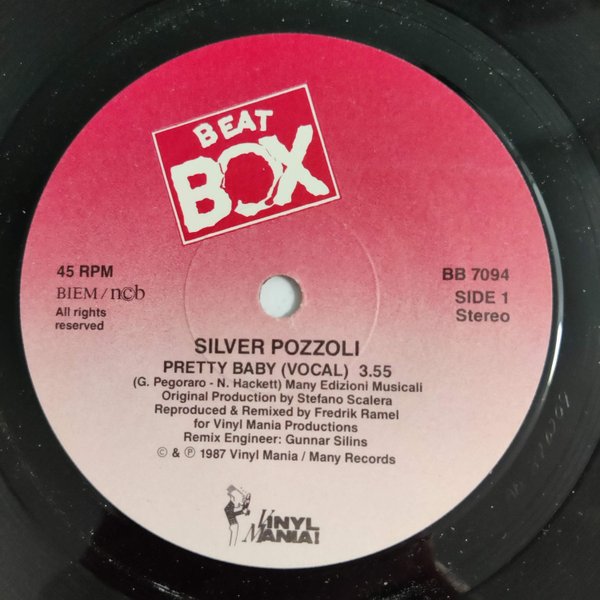 BEAT
BOX
45 RPM
BIEM/n©b
All rights
reserved
BB 7094
SIDE 1
Stereo
SILVER POZZOLI
PRETTY BABY (VOCAL) 3.55
(G. Pegoraro - N. Hackett) Many Edizioni Musicali
Original Production by Stefano Scalera
Reproduced & Remixed by Fredrik Ramel
for Vinyl Mania Productions
Remix Engineer: Gunnar Silins
© & ℗ 1987 Vinyl Mania / Many Records
VINYL
MANIA!